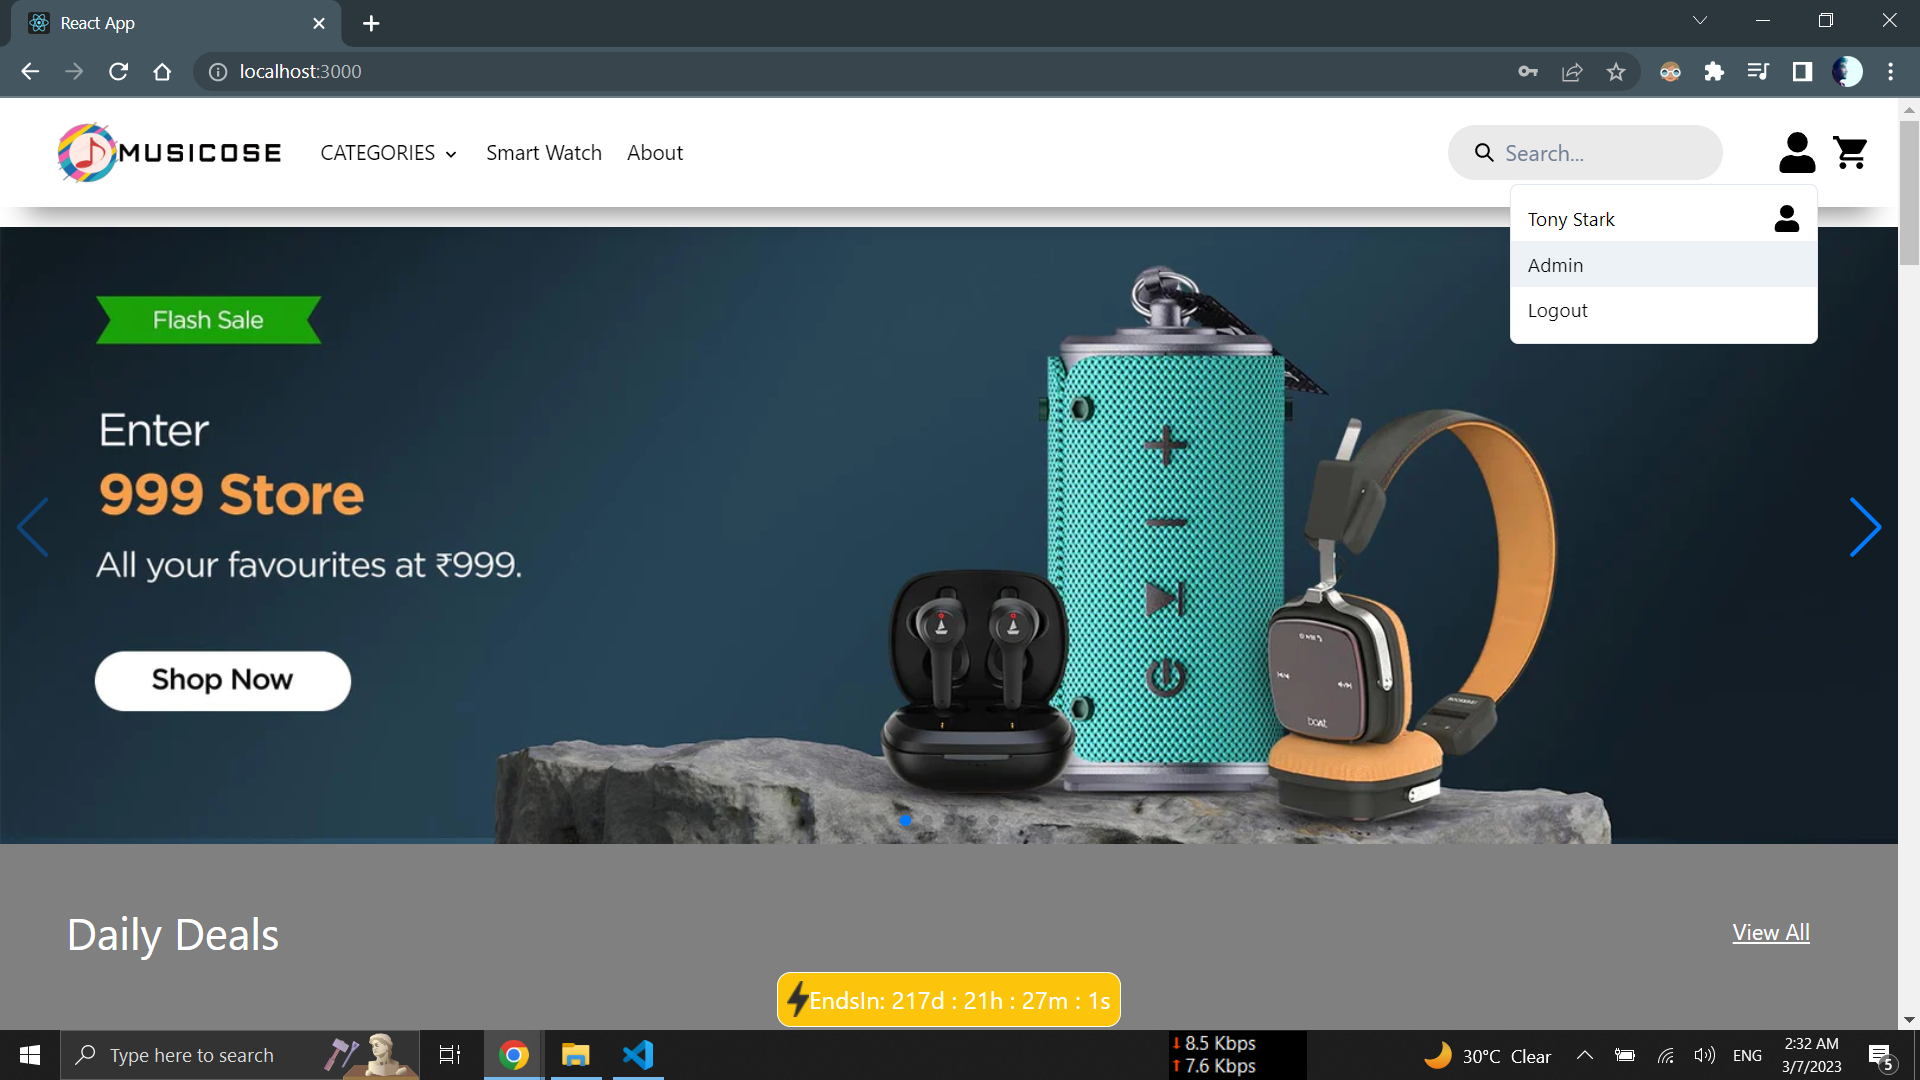 React App
localhost:3000
MUSICOSE
CATEGORIES
Smart Watch
About
Search...
Tony Stark
Admin
Logout
Flash Sale
Enter
999 Store
All your favourites at ₹999.
Shop Now
boAt
Daily Deals
View All
EndsIn: 217d : 21h : 27m : 1s
Type here to search
8.5 Kbps
7.6 Kbps
30°C Clear
ENG
2:32 AM
3/7/2023
5